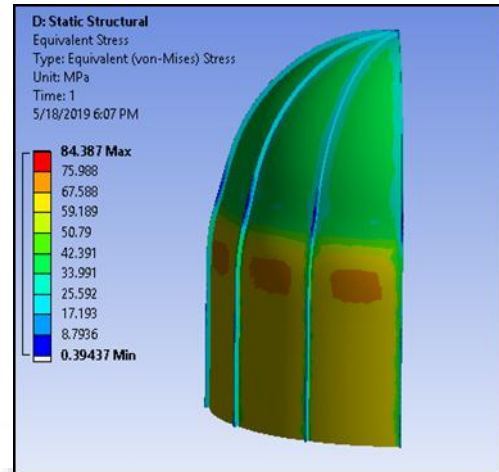 D: Static Structural
Equivalent Stress
Type: Equivalent (von-Mises) Stress
Unit: MPa
Time: 1
5/18/2019 6:07 PM
84.387 Max
75.988
67.588
59.189
50.79
42.391
33.991
25.592
17.193
8.7936
0.39437 Min